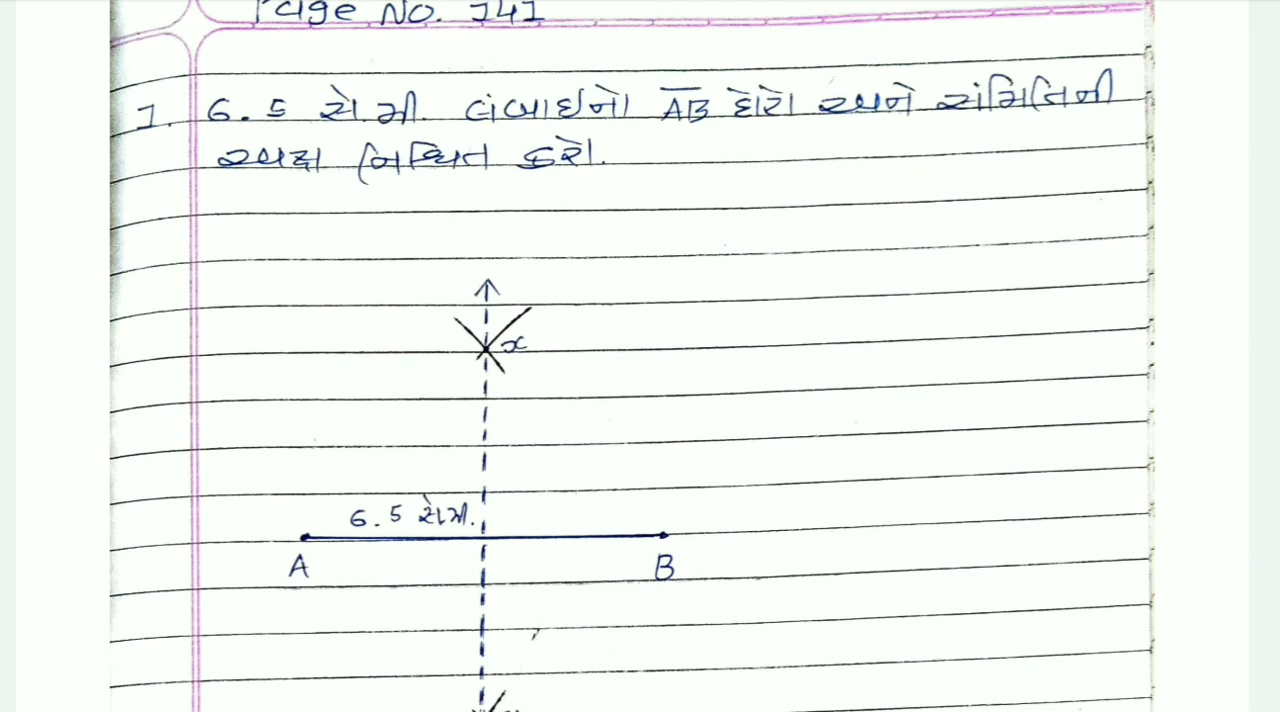 Page No. 141
1. 6.5 સેમી. લંબાઈનો AB દોરો અને સંમિતિની
અક્ષ નિશ્ચિત કરો.
x
6.5 સેમી.
A B